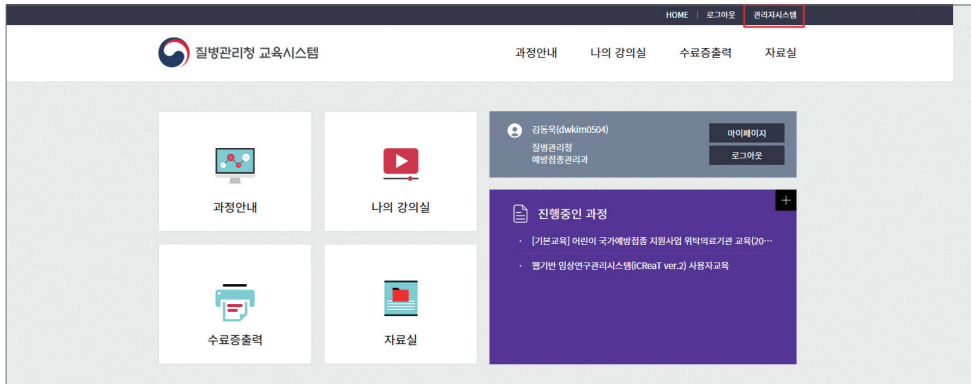 HOME | 로그아웃 관리자시스템
질병관리청 교육시스템
과정안내 나의 강의실 수료증출력 자료실
김동욱(dwkim0504)
질병관리청
예방접종관리과
마이페이지
로그아웃
과정안내
나의 강의실
진행중인 과정
· [기본교육] 어린이 국가예방접종 지원사업 위탁의료기관 교육(20…
· 웹기반 임상연구관리시스템(iCReaT ver.2) 사용자교육
수료증출력
자료실